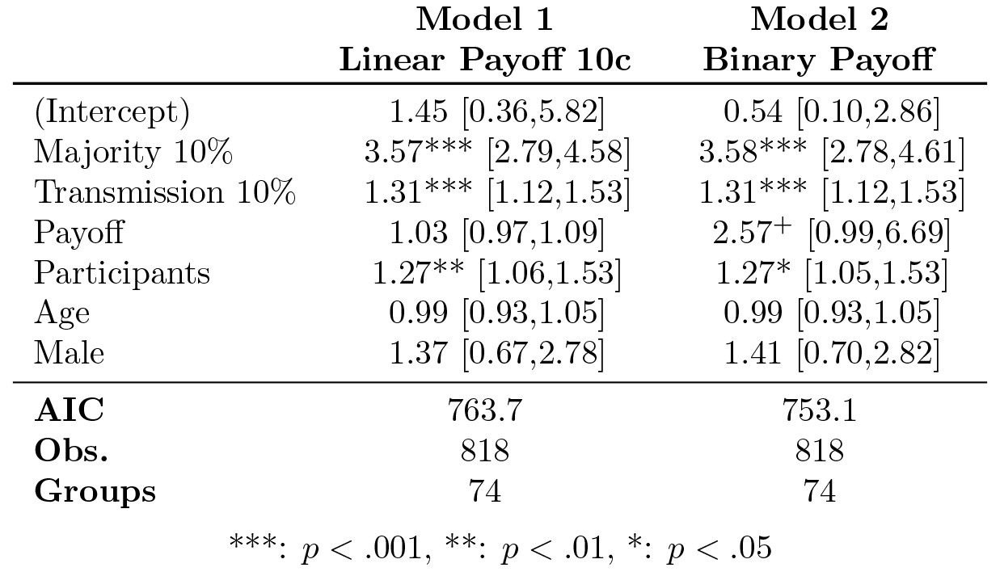 Model 1 Model 2
Linear Payoff 10c Binary Payoff
(Intercept) 1.45 [0.36,5.82] 0.54 [0.10,2.86]
Majority 10% 3.57*** [2.79,4.58] 3.58*** [2.78,4.61]
Transmission 10% 1.31*** [1.12,1.53] 1.31*** [1.12,1.53]
Payoff 1.03 [0.97,1.09] 2.57⁺ [0.99,6.69]
Participants 1.27** [1.06,1.53] 1.27* [1.05,1.53]
Age 0.99 [0.93,1.05] 0.99 [0.93,1.05]
Male 1.37 [0.67,2.78] 1.41 [0.70,2.82]
AIC 763.7 753.1
Obs. 818 818
Groups 74 74
***: p < .001, **: p < .01, *: p < .05